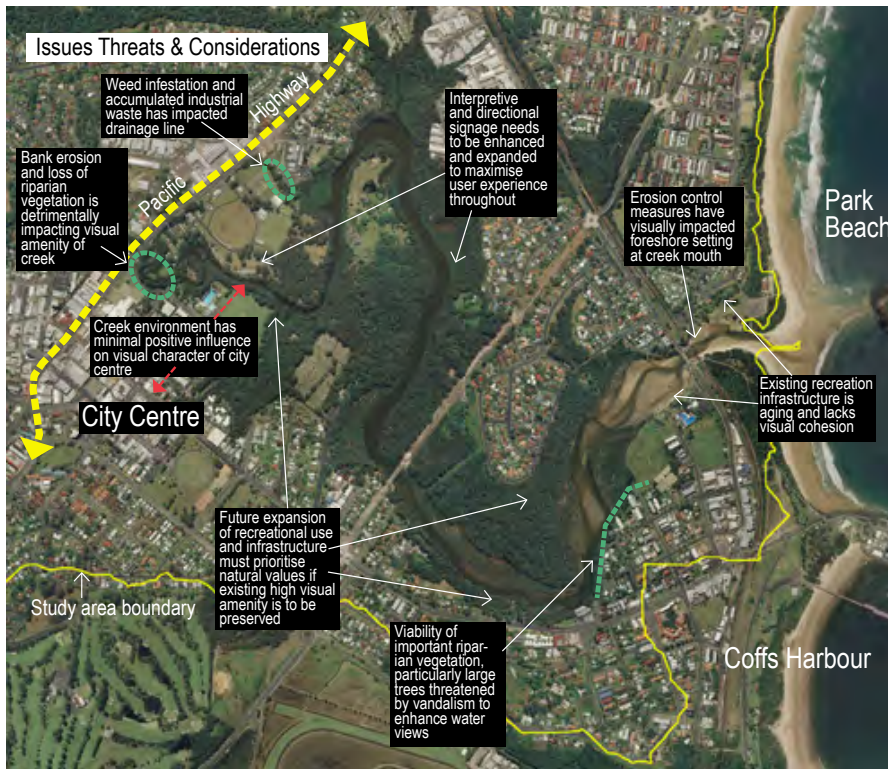 Issues Threats & Considerations
Weed infestation and
accumulated industrial
waste has impacted
drainage line
Pacific Highway
Bank erosion
and loss of
riparian
vegetation is
detrimentally
impacting visual
amenity of
creek
Interpretive
and directional
signage needs
to be enhanced
and expanded
to maximise
user experience
throughout
Erosion control
measures have
visually impacted
foreshore setting
at creek mouth
Park
Beach
Creek environment has
minimal positive influence
on visual character of city
centre
City Centre
Existing recreation
infrastructure is
aging and lacks
visual cohesion
Future expansion
of recreational use
and infrastructure
must prioritise
natural values if
existing high visual
amenity is to be
preserved
Study area boundary
Viability of
important ripar-
ian vegetation,
particularly large
trees threatened
by vandalism to
enhance water
views
Coffs Harbour